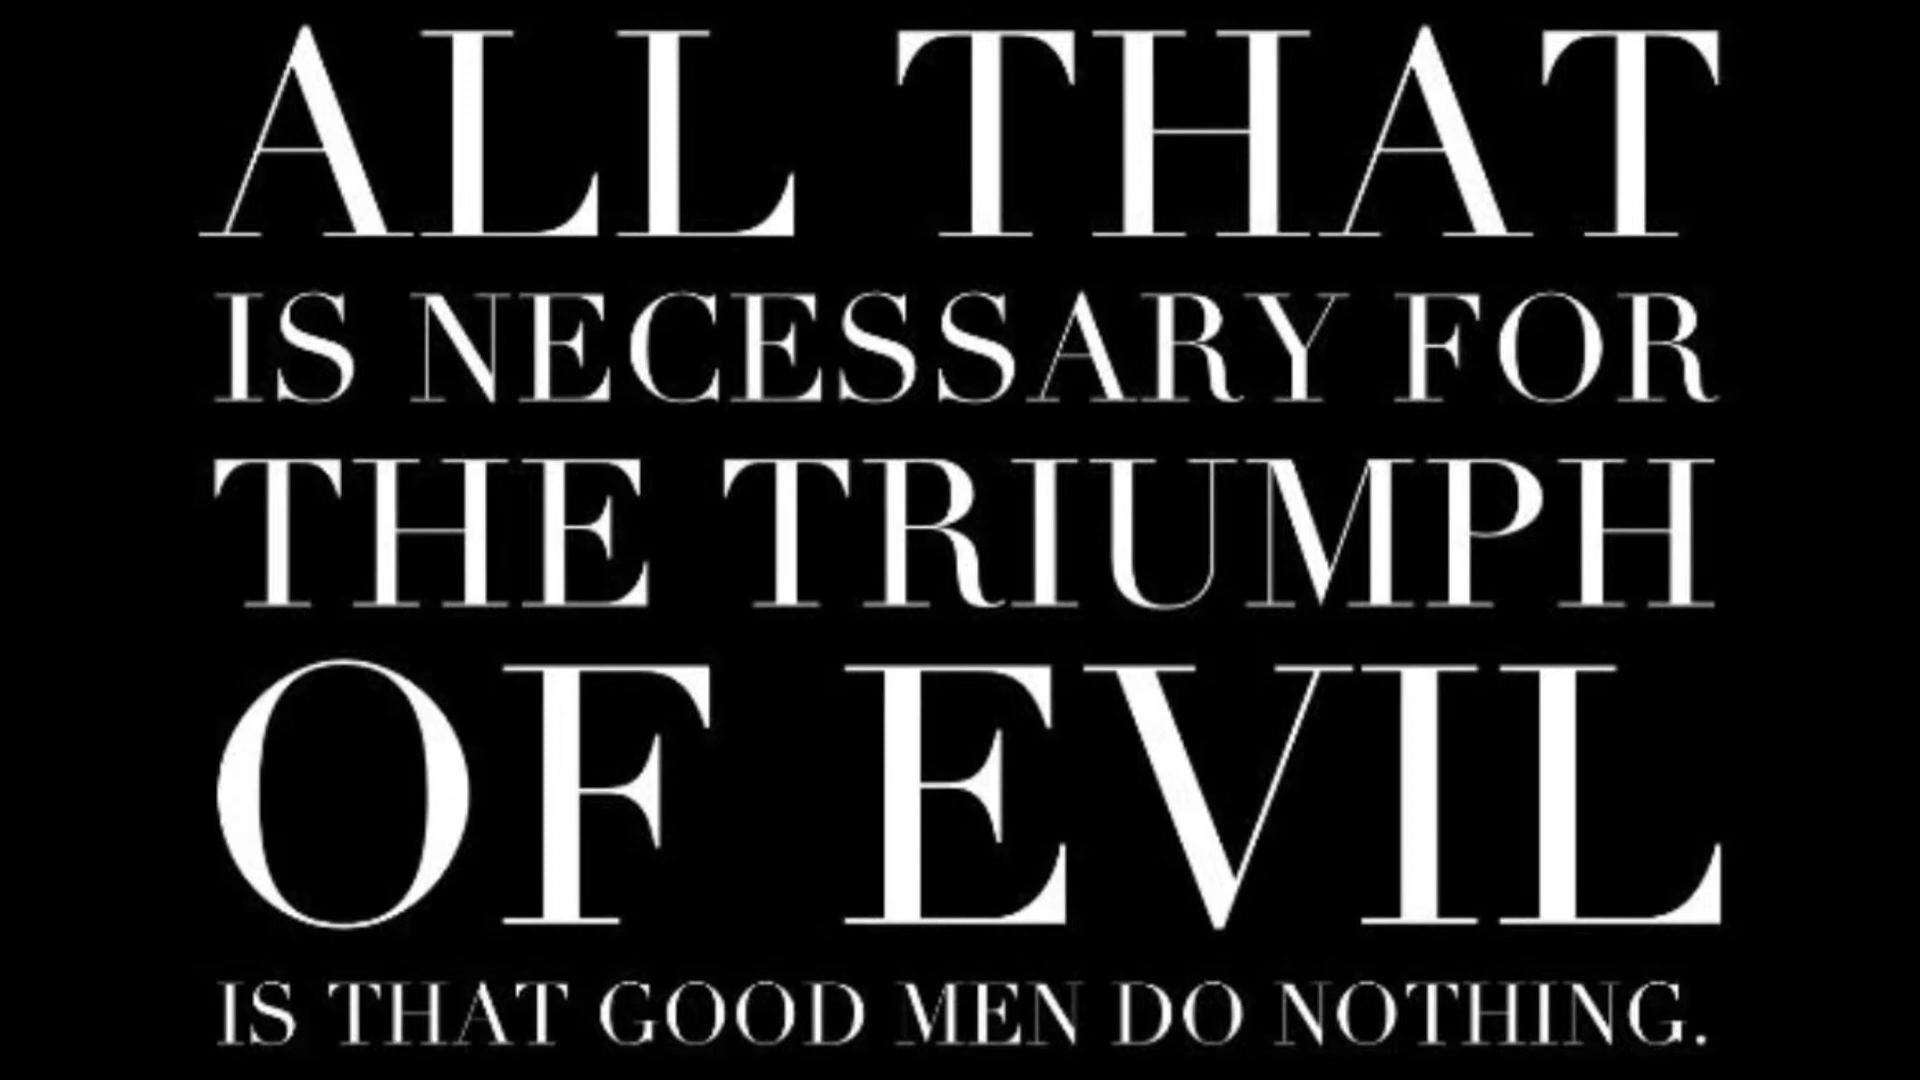 ALL THAT
IS NECESSARY FOR
THE TRIUMPH
OF EVIL
IS THAT GOOD MEN DO NOTHING.